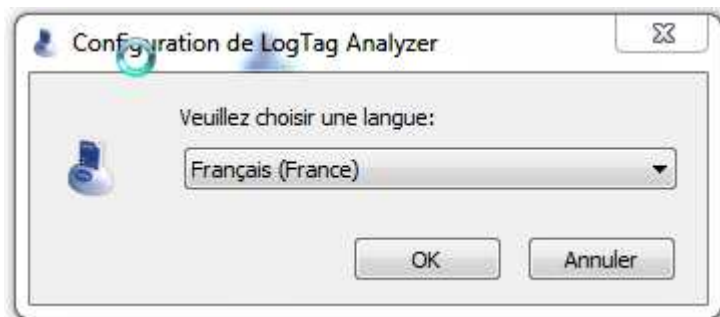 Configuration de LogTag Analyzer
Veuillez choisir une langue:
Français (France)
OK Annuler